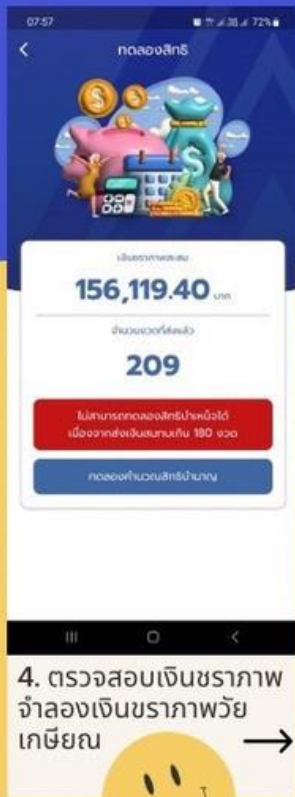 07:57
72%
ทดลองสิทธิ
เงินชราภาพสะสม
156,119.40 บาท
จำนวนงวดที่ส่งแล้ว
209
ไม่สามารถทดลองสิทธิบำเหน็จได้
เนื่องจากส่งเงินสมทบเกิน 180 งวด
ทดลองคำนวณสิทธิบำนาญ
4. ตรวจสอบเงินชราภาพ
จำลองเงินขราภาพวัย
เกษียณ